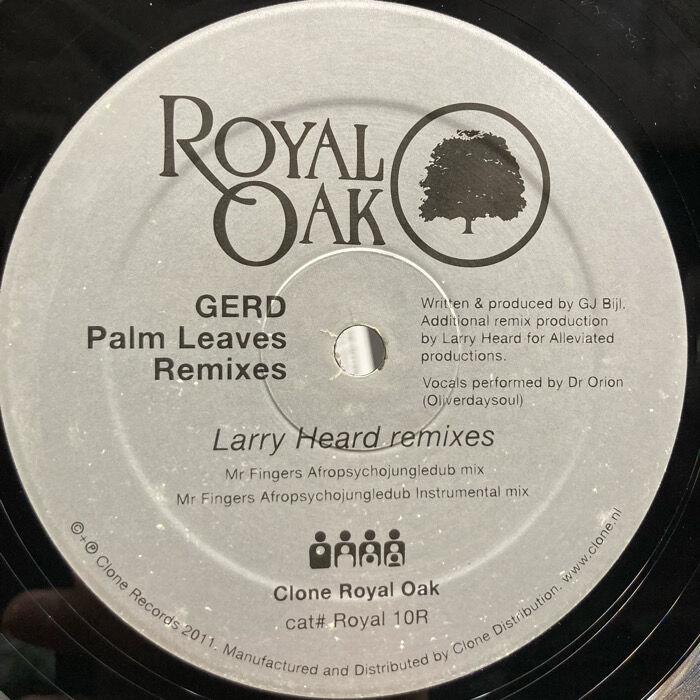 ROYAL
OAK
GERD
Palm Leaves
Remixes
Written & produced by GJ Bijl.
Additional remix production
by Larry Heard for Alleviated
productions.
Vocals performed by Dr Orion
(Oliverdaysoul)
Larry Heard remixes
Mr Fingers Afropsychojungledub mix
Mr Fingers Afropsychojungledub Instrumental mix
Clone Royal Oak
cat# Royal 10R
©+℗ Clone Records 2011. Manufactured and Distributed by Clone Distribution. www.clone.nl